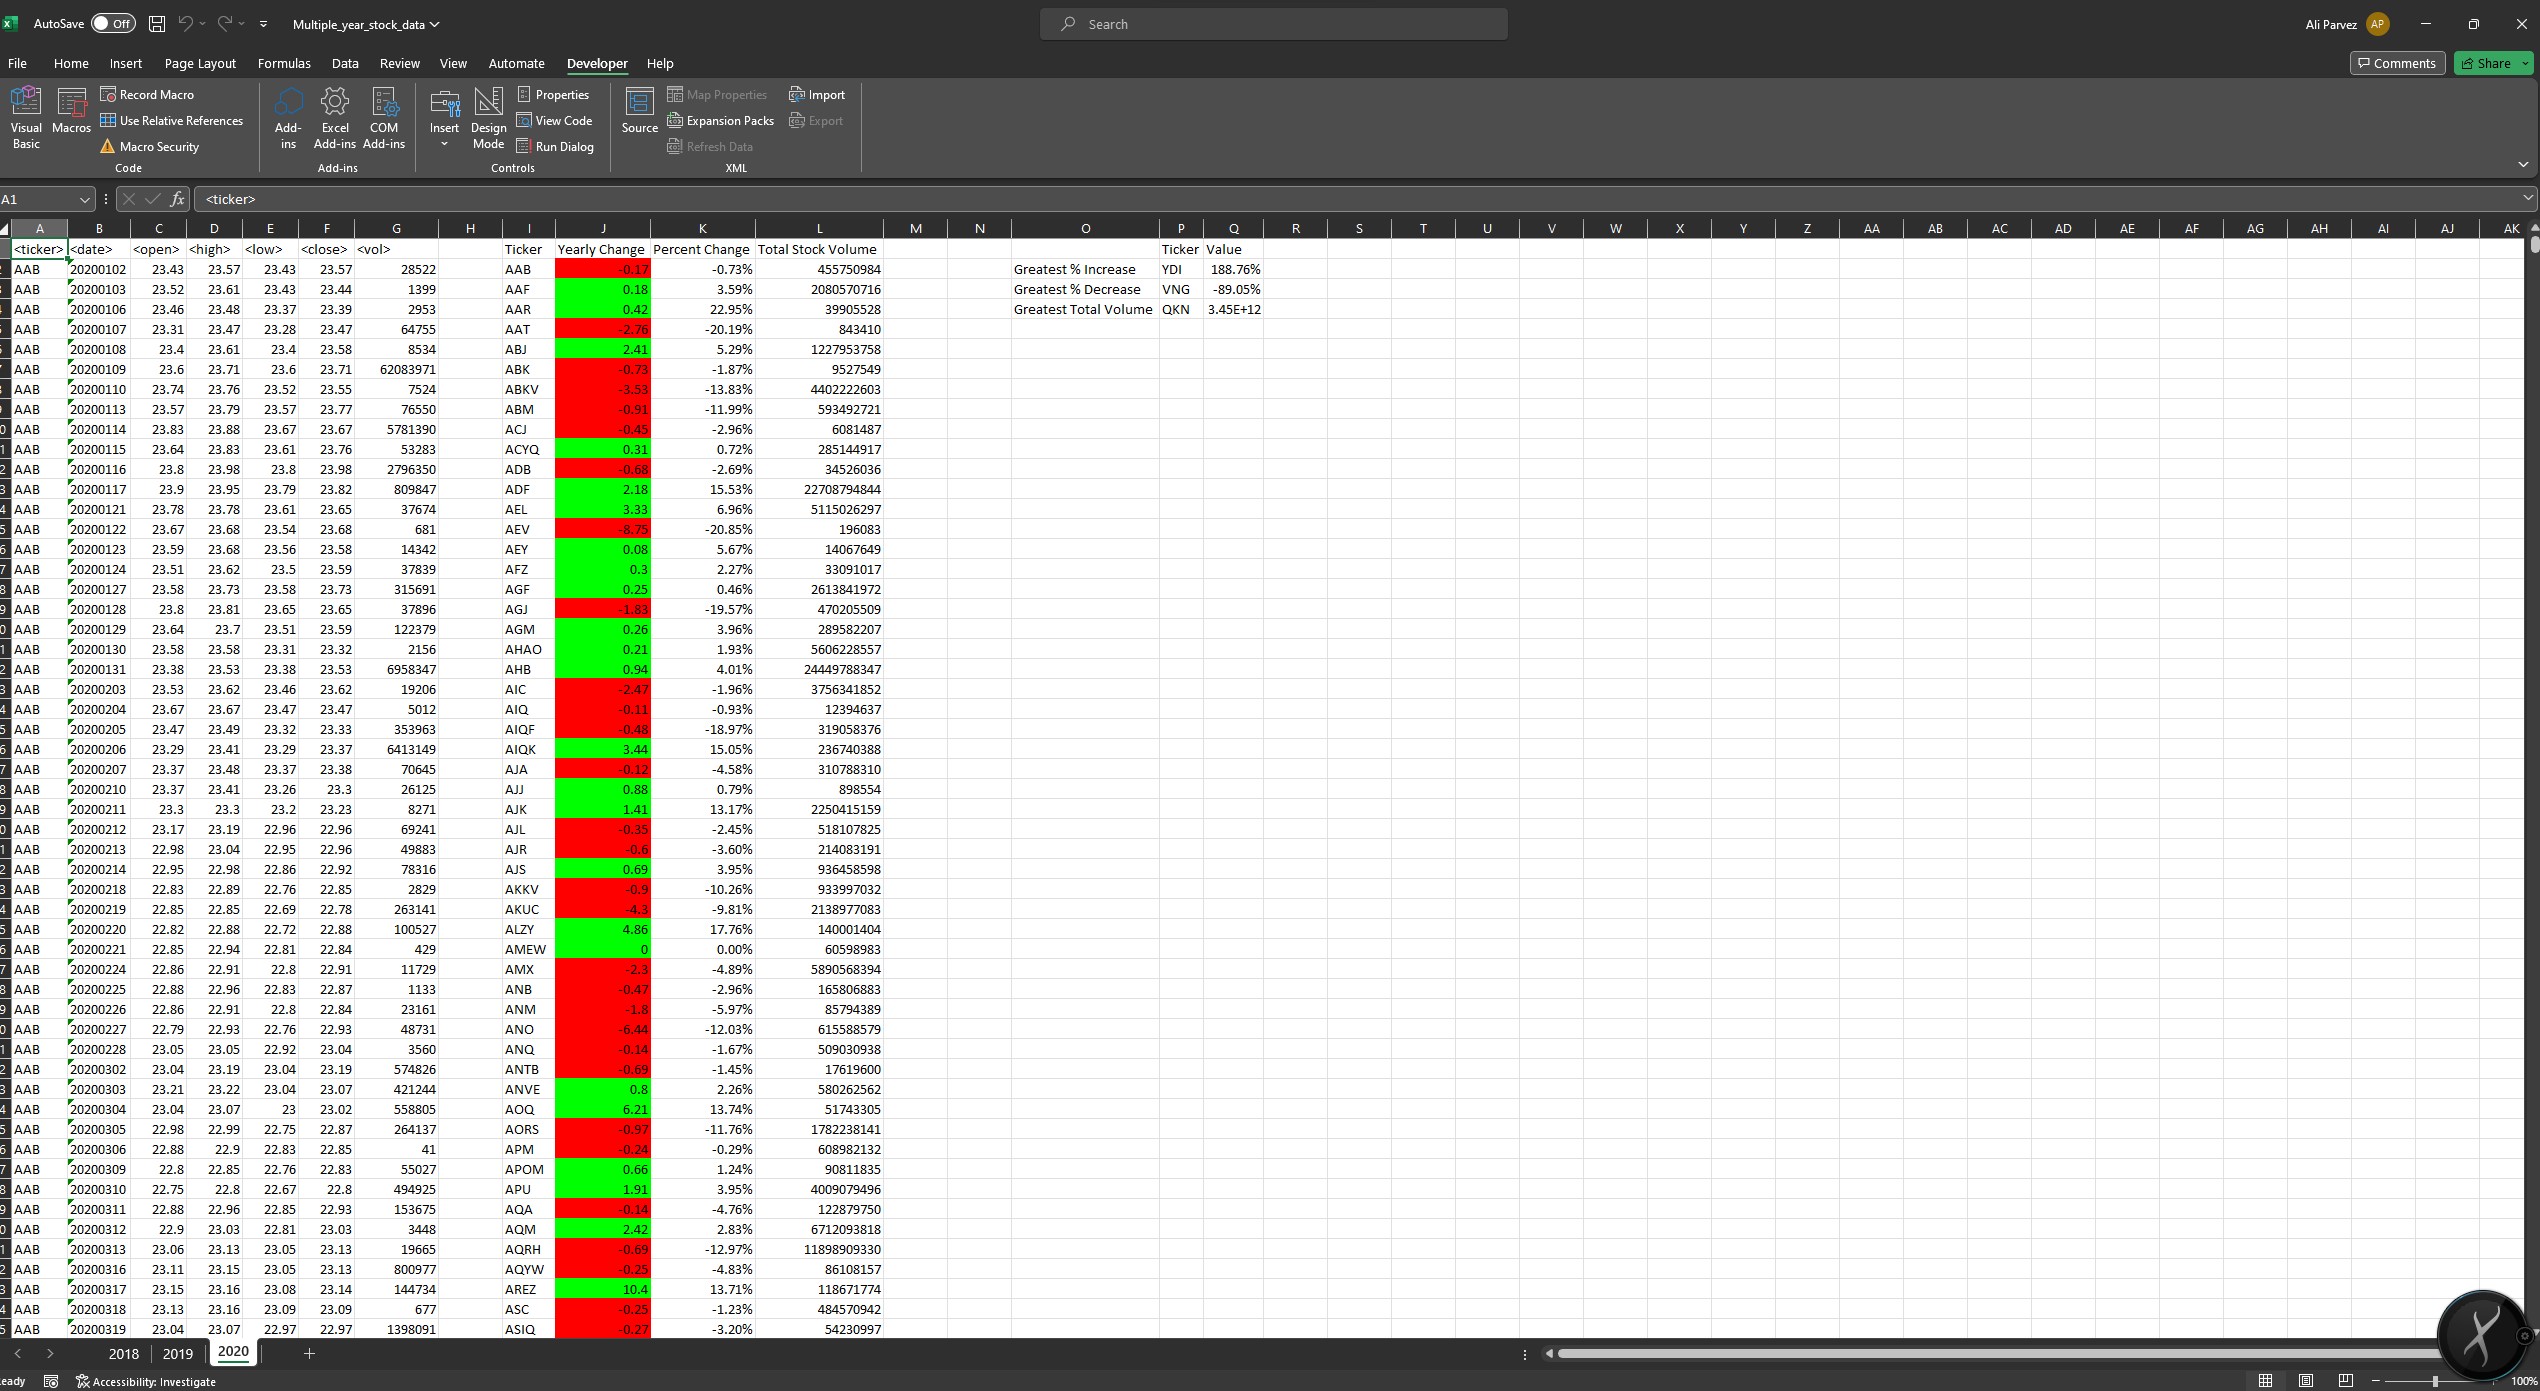 AutoSave Off Multiple_year_stock_data Search Ali Parvez AP
File Home Insert Page Layout Formulas Data Review View Automate Developer Help Comments Share
Visual Basic Macros Record Macro Use Relative References Macro Security Code
Add-ins Excel Add-ins COM Add-ins Add-ins
Insert Design Mode Properties View Code Run Dialog Controls
Source Map Properties Expansion Packs Refresh Data Import Export XML
A1 fx <ticker>
A B C D E F G H I J K L M N O P Q R S T U V W X Y Z AA AB AC AD AE AF AG AH AI AJ AK
<ticker> <date> <open> <high> <low> <close> <vol> Ticker Yearly Change Percent Change Total Stock Volume Ticker Value
AAB 20200102 23.43 23.57 23.43 23.57 28522 AAB -0.17 -0.73% 455750984 Greatest % Increase YDI 188.76%
AAB 20200103 23.52 23.61 23.43 23.44 1399 AAF 0.18 3.59% 2080570716 Greatest % Decrease VNG -89.05%
AAB 20200106 23.46 23.48 23.37 23.39 2953 AAR 0.42 22.95% 39905528 Greatest Total Volume QKN 3.45E+12
AAB 20200107 23.31 23.47 23.28 23.47 64755 AAT -2.76 -20.19% 843410
AAB 20200108 23.4 23.61 23.4 23.58 8534 ABJ 2.41 5.29% 1227953758
AAB 20200109 23.6 23.71 23.6 23.71 62083971 ABK -0.73 -1.87% 9527549
AAB 20200110 23.74 23.76 23.52 23.55 7524 ABKV -3.53 -13.83% 4402222603
AAB 20200113 23.57 23.79 23.57 23.77 76550 ABM -0.91 -11.99% 593492721
AAB 20200114 23.83 23.88 23.67 23.67 5781390 ACJ -0.45 -2.96% 6081487
AAB 20200115 23.64 23.83 23.61 23.76 53283 ACYQ 0.31 0.72% 285144917
AAB 20200116 23.8 23.98 23.8 23.98 2796350 ADB -0.68 -2.69% 34526036
AAB 20200117 23.9 23.95 23.79 23.82 809847 ADF 2.18 15.53% 22708794844
AAB 20200121 23.78 23.78 23.61 23.65 37674 AEL 3.33 6.96% 5115026297
AAB 20200122 23.67 23.68 23.54 23.68 681 AEV -8.75 -20.85% 196083
AAB 20200123 23.59 23.68 23.56 23.58 14342 AEY 0.08 5.67% 14067649
AAB 20200124 23.51 23.62 23.5 23.59 37839 AFZ 0.3 2.27% 33091017
AAB 20200127 23.58 23.73 23.58 23.73 315691 AGF 0.25 0.46% 2613841972
AAB 20200128 23.8 23.81 23.65 23.65 37896 AGJ -1.83 -19.57% 470205509
AAB 20200129 23.64 23.7 23.51 23.59 122379 AGM 0.26 3.96% 289582207
AAB 20200130 23.58 23.58 23.31 23.32 2156 AHAO 0.21 1.93% 5606228557
AAB 20200131 23.38 23.53 23.38 23.53 6958347 AHB 0.94 4.01% 24449788347
AAB 20200203 23.53 23.62 23.46 23.62 19206 AIC -2.47 -1.96% 3756341852
AAB 20200204 23.67 23.67 23.47 23.47 5012 AIQ -0.11 -0.93% 12394637
AAB 20200205 23.47 23.49 23.32 23.33 353963 AIQF -0.48 -18.97% 319058376
AAB 20200206 23.29 23.41 23.29 23.37 6413149 AIQK 3.44 15.05% 236740388
AAB 20200207 23.37 23.48 23.37 23.38 70645 AJA -0.12 -4.58% 310788310
AAB 20200210 23.37 23.41 23.26 23.3 26125 AJJ 0.88 0.79% 898554
AAB 20200211 23.3 23.3 23.2 23.23 8271 AJK 1.41 13.17% 2250415159
AAB 20200212 23.17 23.19 22.96 22.96 69241 AJL -0.35 -2.45% 518107825
AAB 20200213 22.98 23.04 22.95 22.96 49883 AJR -0.6 -3.60% 214083191
AAB 20200214 22.95 22.98 22.86 22.92 78316 AJS 0.69 3.95% 936458598
AAB 20200218 22.83 22.89 22.76 22.85 2829 AKKV -0.9 -10.26% 933997032
AAB 20200219 22.85 22.85 22.69 22.78 263141 AKUC -4.3 -9.81% 2138977083
AAB 20200220 22.82 22.88 22.72 22.88 100527 ALZY 4.86 17.76% 140001404
AAB 20200221 22.85 22.94 22.81 22.84 429 AMEW 0 0.00% 60598983
AAB 20200224 22.86 22.91 22.8 22.91 11729 AMX -2.3 -4.89% 5890568394
AAB 20200225 22.88 22.96 22.83 22.87 1133 ANB -0.47 -2.96% 165806883
AAB 20200226 22.86 22.91 22.8 22.84 23161 ANM -1.8 -5.97% 85794389
AAB 20200227 22.79 22.93 22.76 22.93 48731 ANO -6.44 -12.03% 615588579
AAB 20200228 23.05 23.05 22.92 23.04 3560 ANQ -0.14 -1.67% 509030938
AAB 20200302 23.04 23.19 23.04 23.19 574826 ANTB -0.69 -1.45% 17619600
AAB 20200303 23.21 23.22 23.04 23.07 421244 ANVE 0.8 2.26% 580262562
AAB 20200304 23.04 23.07 23 23.02 558805 AOQ 6.21 13.74% 51743305
AAB 20200305 22.98 22.99 22.75 22.87 264137 AORS -0.97 -11.76% 1782238141
AAB 20200306 22.88 22.9 22.83 22.85 41 APM -0.24 -0.29% 608982132
AAB 20200309 22.8 22.85 22.76 22.83 55027 APOM 0.66 1.24% 90811835
AAB 20200310 22.75 22.8 22.67 22.8 494925 APU 1.91 3.95% 4009079496
AAB 20200311 22.88 22.96 22.85 22.93 153675 AQA -0.14 -4.76% 122879750
AAB 20200312 22.9 23.03 22.81 23.03 3448 AQM 2.42 2.83% 6712093818
AAB 20200313 23.06 23.13 23.05 23.13 19665 AQRH -0.69 -12.97% 11898909330
AAB 20200316 23.11 23.15 23.05 23.13 800977 AQYW -0.25 -4.83% 86108157
AAB 20200317 23.15 23.16 23.08 23.14 144734 AREZ 10.4 13.71% 118671774
AAB 20200318 23.13 23.16 23.09 23.09 677 ASC -0.25 -1.23% 484570942
AAB 20200319 23.04 23.07 22.97 22.97 1398091 ASIQ -0.27 -3.20% 54230997
2018 2019 2020
eady Accessibility: Investigate 100%